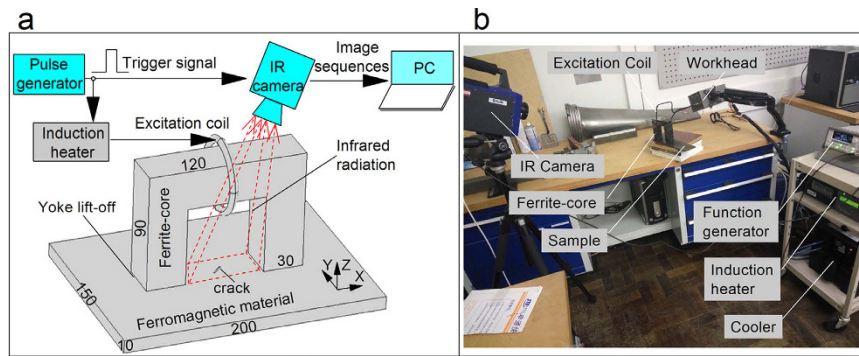 a
Pulse
generator
Trigger signal
IR
camera
Image
sequences
PC
Induction
heater
Excitation coil
120
Infrared
radiation
Yoke lift-off
90
Ferrite-core
30
crack
Y Z X
Ferromagnetic material
150
10
200
b
Excitation Coil
Workhead
IR Camera
Ferrite-core
Sample
Function
generator
Induction
heater
Cooler